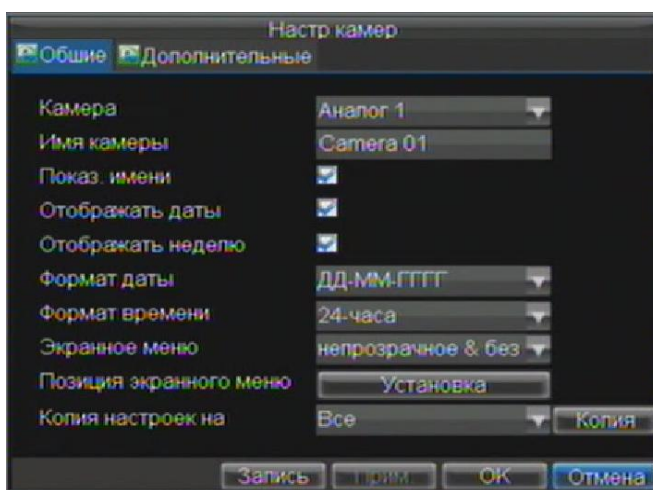 Настр камер
Обшие Дополнительные
Камера Аналог 1
Имя камеры Camera 01
Показ. имени
Отображать даты
Отображать неделю
Формат даты ДД-ММ-ГГГГ
Формат времени 24-часа
Экранное меню непрозрачное & без
Позиция экранного меню Установка
Копия настроек на Все Копия
Запись Прим ОК Отмена